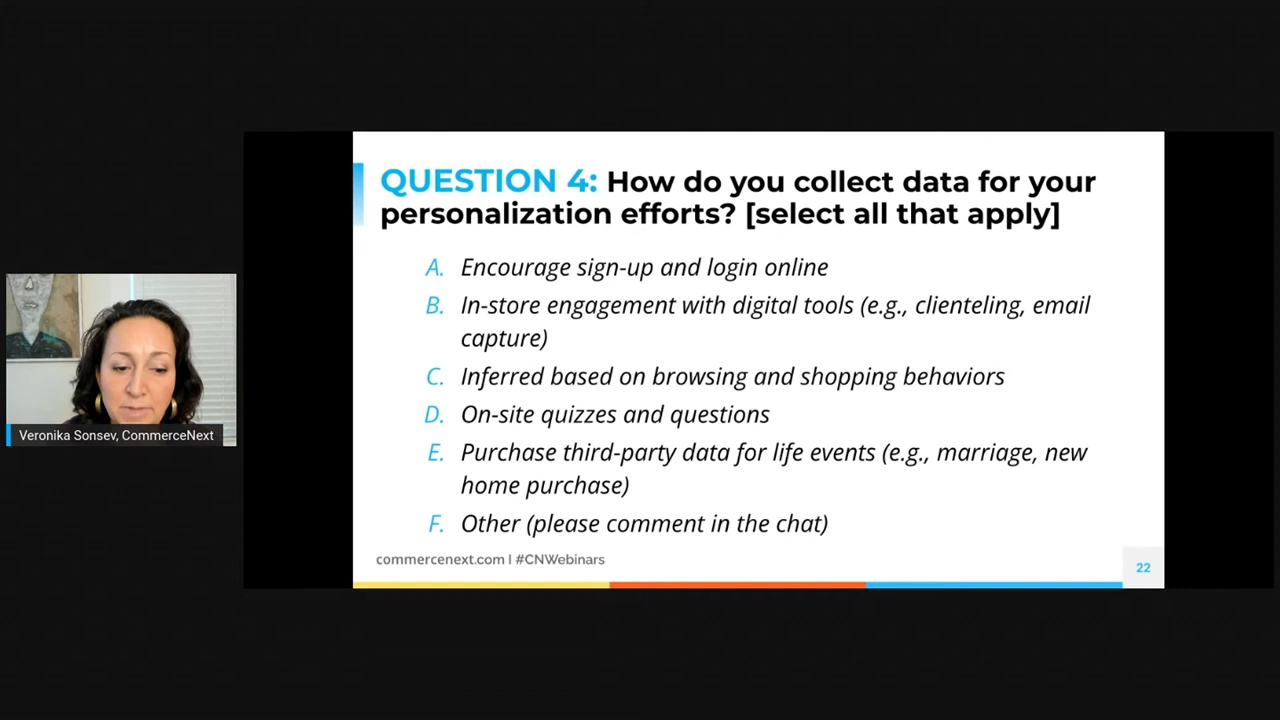 QUESTION 4: How do you collect data for your
personalization efforts? [select all that apply]
A. Encourage sign-up and login online
B. In-store engagement with digital tools (e.g., clienteling, email
capture)
C. Inferred based on browsing and shopping behaviors
D. On-site quizzes and questions
E. Purchase third-party data for life events (e.g., marriage, new
home purchase)
F. Other (please comment in the chat)
commercenext.com | #CNWebinars
22
Veronika Sonsev, CommerceNext